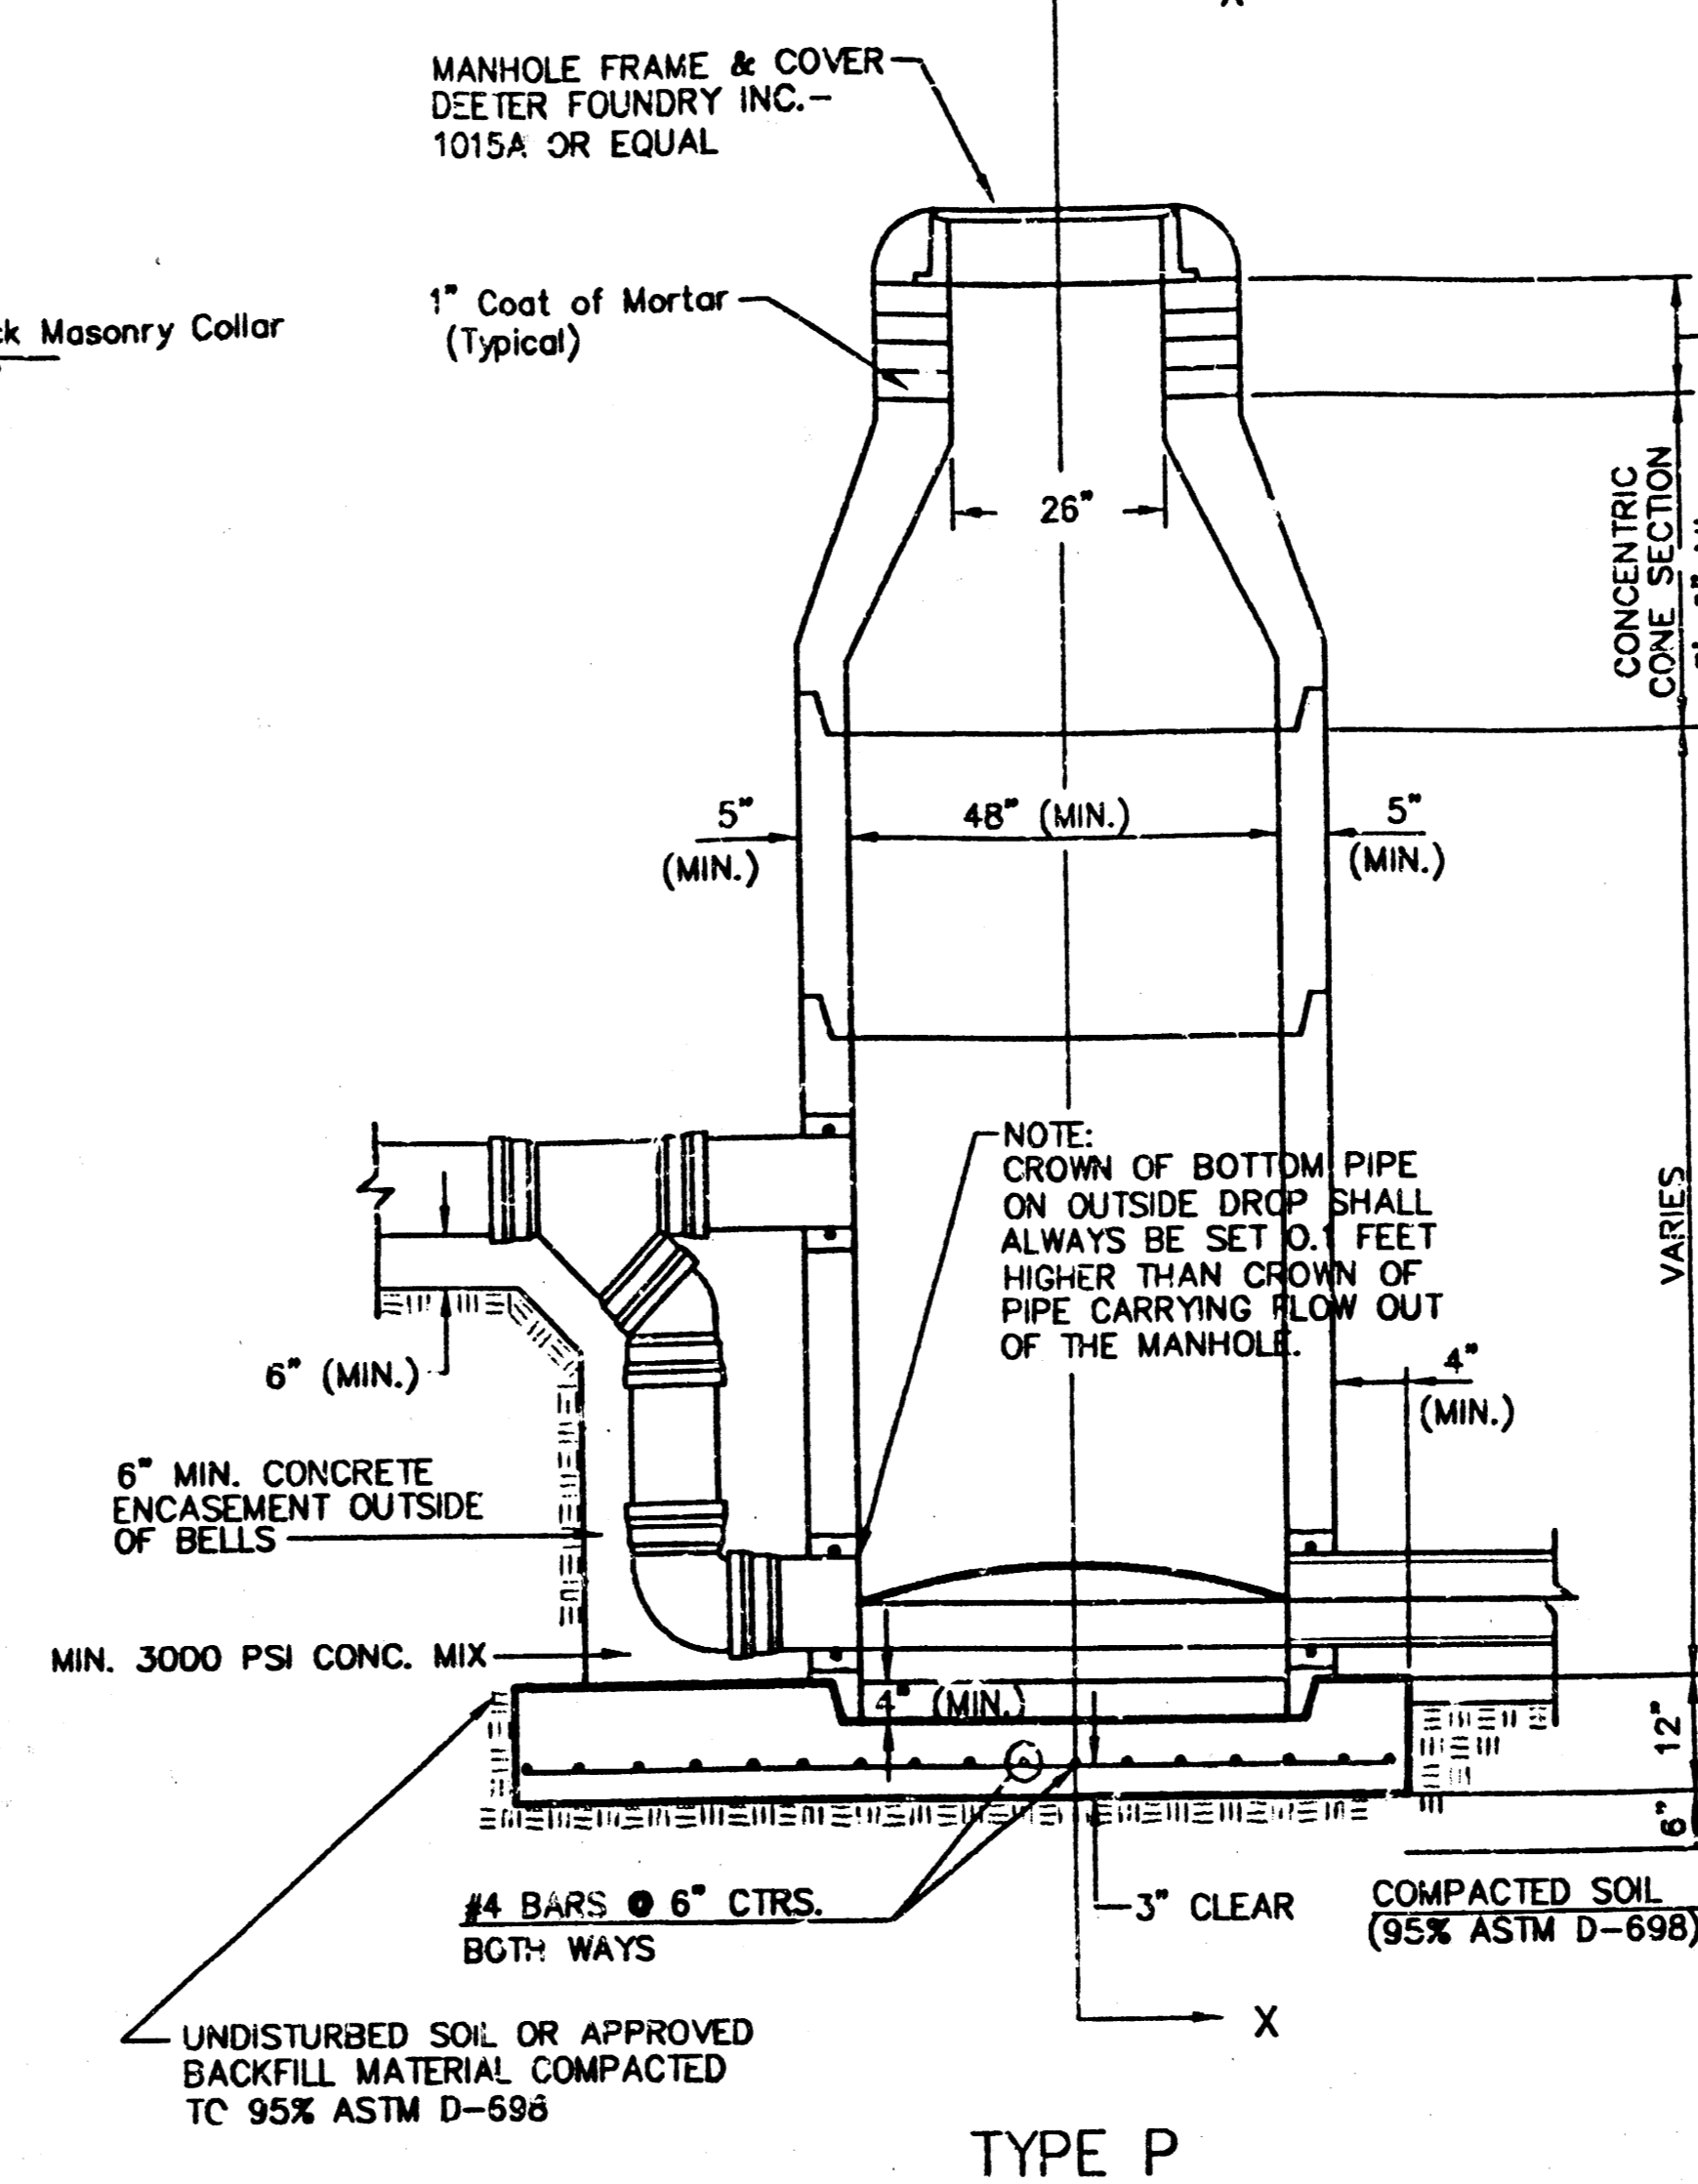 X
MANHOLE FRAME & COVER
DEETER FOUNDRY INC.-
1015A OR EQUAL
Masonry Collar
1" Coat of Mortar
(Typical)
26"
CONCENTRIC
CONE SECTION
5"
(MIN.)
48" (MIN.)
5"
(MIN.)
NOTE:
CROWN OF BOTTOM PIPE
ON OUTSIDE DROP SHALL
ALWAYS BE SET 0.1 FEET
HIGHER THAN CROWN OF
PIPE CARRYING FLOW OUT
OF THE MANHOLE.
VARIES
6" (MIN.)
4"
(MIN.)
6" MIN. CONCRETE
ENCASEMENT OUTSIDE
OF BELLS
MIN. 3000 PSI CONC. MIX
4" (MIN.)
12"
6"
#4 BARS @ 6" CTRS.
BOTH WAYS
3" CLEAR
COMPACTED SOIL
(95% ASTM D-698)
X
UNDISTURBED SOIL OR APPROVED
BACKFILL MATERIAL COMPACTED
TO 95% ASTM D-698
TYPE P